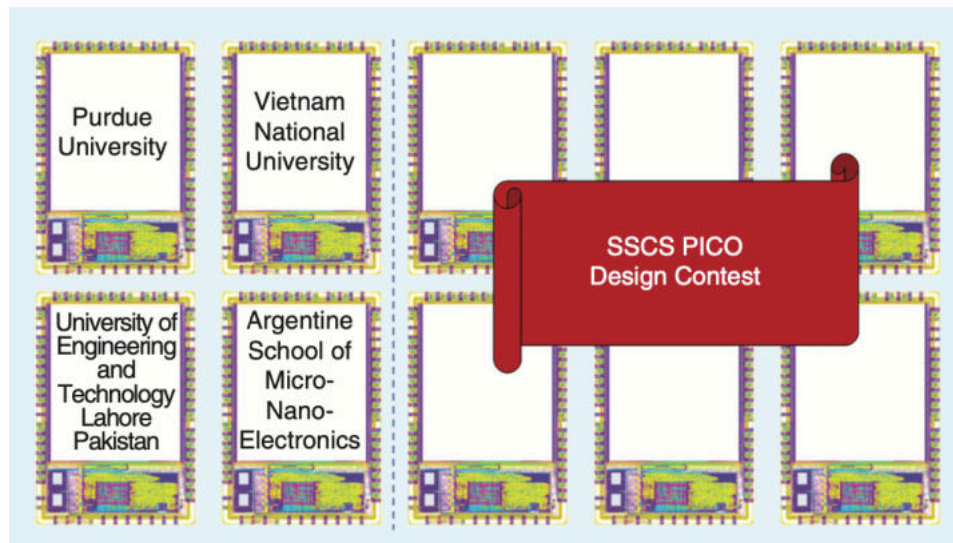 Purdue
University
Vietnam
National
University
SSCS PICO
Design Contest
University of
Engineering
and
Technology
Lahore
Pakistan
Argentine
School of
Micro-
Nano-
Electronics